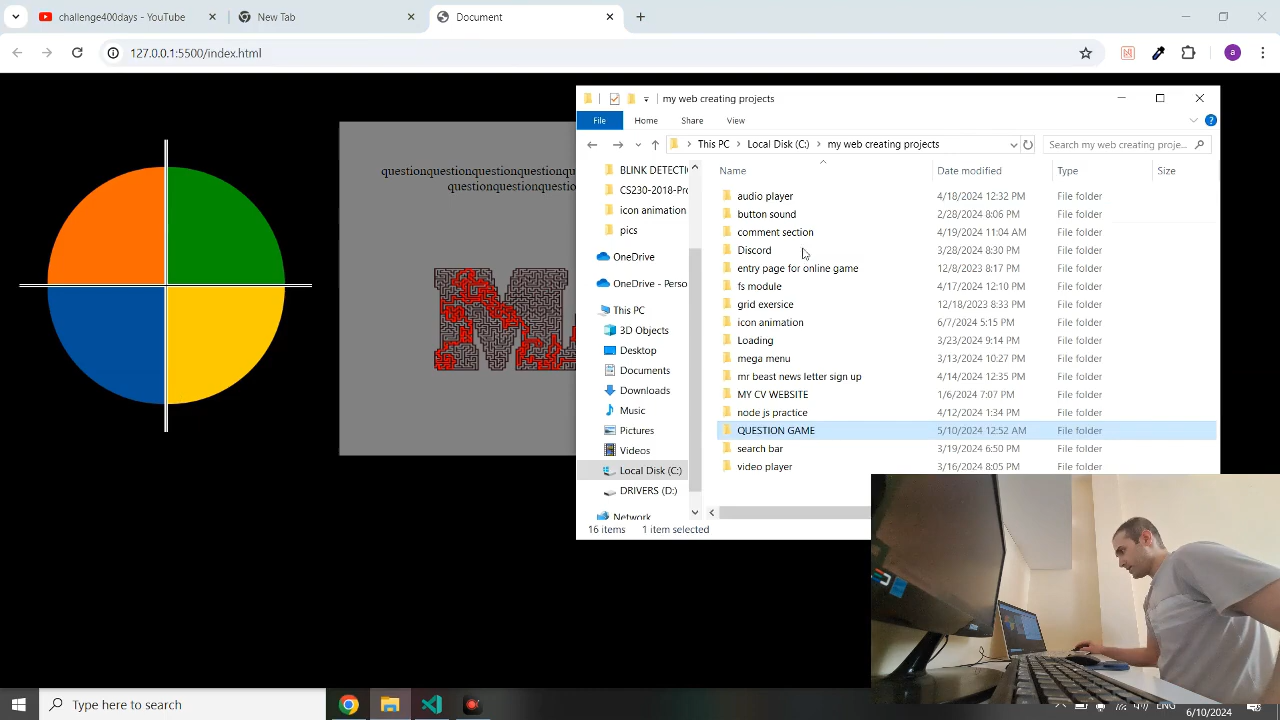 challenge400days - YouTube
New Tab
Document
127.0.0.1:5500/index.html
a
my web creating projects
File
Home
Share
View
This PC
Local Disk (C:)
my web creating projects
Search my web creating proje...
Name
Date modified
Type
Size
BLINK DETECTI
CS230-2018-Pro
icon animation
pics
OneDrive
OneDrive - Perso
This PC
3D Objects
Desktop
Documents
Downloads
Music
Pictures
Videos
Local Disk (C:)
DRIVERS (D:)
Network
audio player 4/18/2024 12:32 PM File folder
button sound 2/28/2024 8:06 PM File folder
comment section 4/19/2024 11:04 AM File folder
Discord 3/28/2024 8:30 PM File folder
entry page for online game 12/8/2023 8:17 PM File folder
fs module 4/17/2024 12:10 PM File folder
grid exersice 12/18/2023 8:33 PM File folder
icon animation 6/7/2024 5:15 PM File folder
Loading 3/23/2024 9:14 PM File folder
mega menu 3/13/2024 10:27 PM File folder
mr beast news letter sign up 4/14/2024 12:35 PM File folder
MY CV WEBSITE 1/6/2024 7:07 PM File folder
node js practice 4/12/2024 1:34 PM File folder
QUESTION GAME 5/10/2024 12:52 AM File folder
search bar 3/19/2024 6:50 PM File folder
video player 3/16/2024 8:05 PM File folder
16 items
1 item selected
questionquestionquestionquestionqu
questionquestionquestio
Type here to search
ENG
6/10/2024